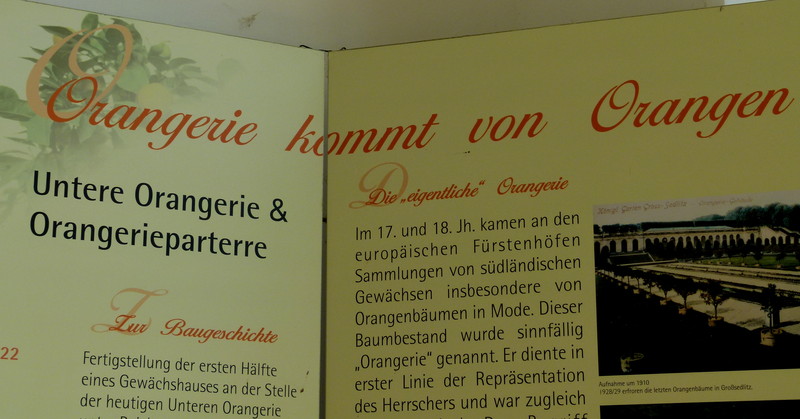 Orangerie kommt von Orangen
Untere Orangerie &
Orangerieparterre
Zur Baugeschichte
22
Fertigstellung der ersten Hälfte
eines Gewächshauses an der Stelle
der heutigen Unteren Orangerie
Die „eigentliche“ Orangerie
Im 17. und 18. Jh. kamen an den
europäischen Fürstenhöfen
Sammlungen von südländischen
Gewächsen insbesondere von
Orangenbäumen in Mode. Dieser
Baumbestand wurde sinnfällig
„Orangerie“ genannt. Er diente in
erster Linie der Repräsentation
des Herrschers und war zugleich
Aufnahme um 1910
1928/29 erfroren die letzten Orangenbäume in Großsedlitz.